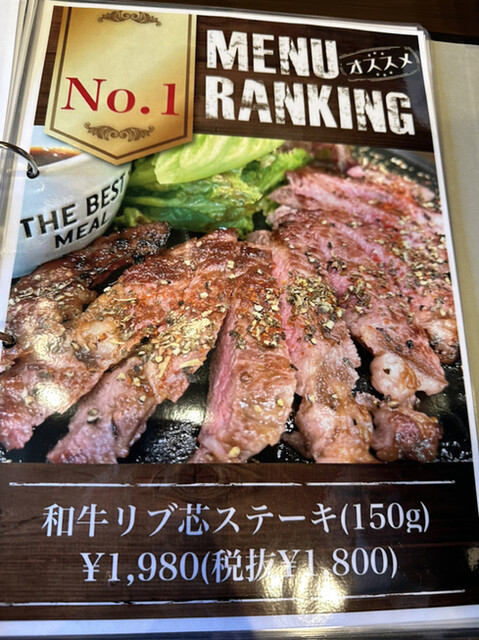 No.1
MENU
オススメ
RANKING
THE BEST
MEAL
和牛リブ芯ステーキ(150g)
¥1,980(税抜¥1,800)